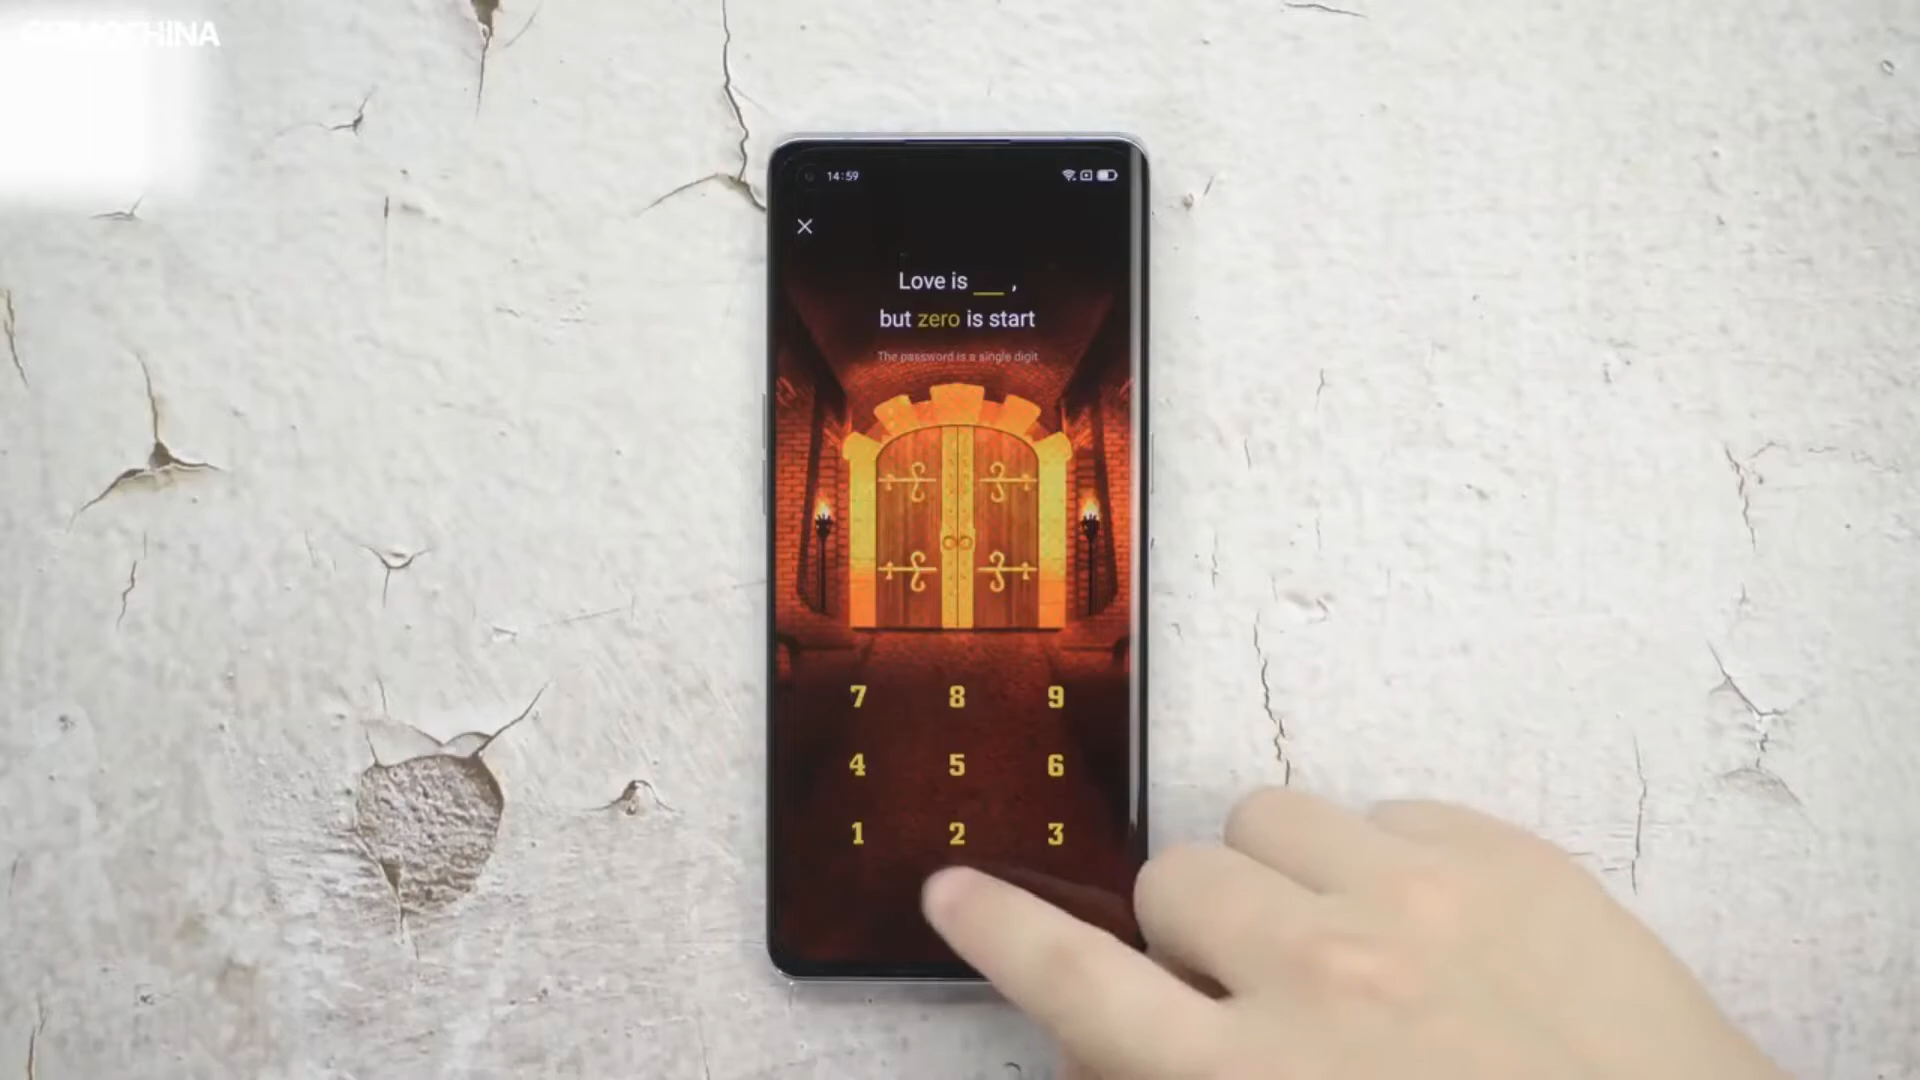 GIZMOCHINA
14:59
Love is __ ,
but zero is start
The password is a single digit
7 8 9
4 5 6
1 2 3